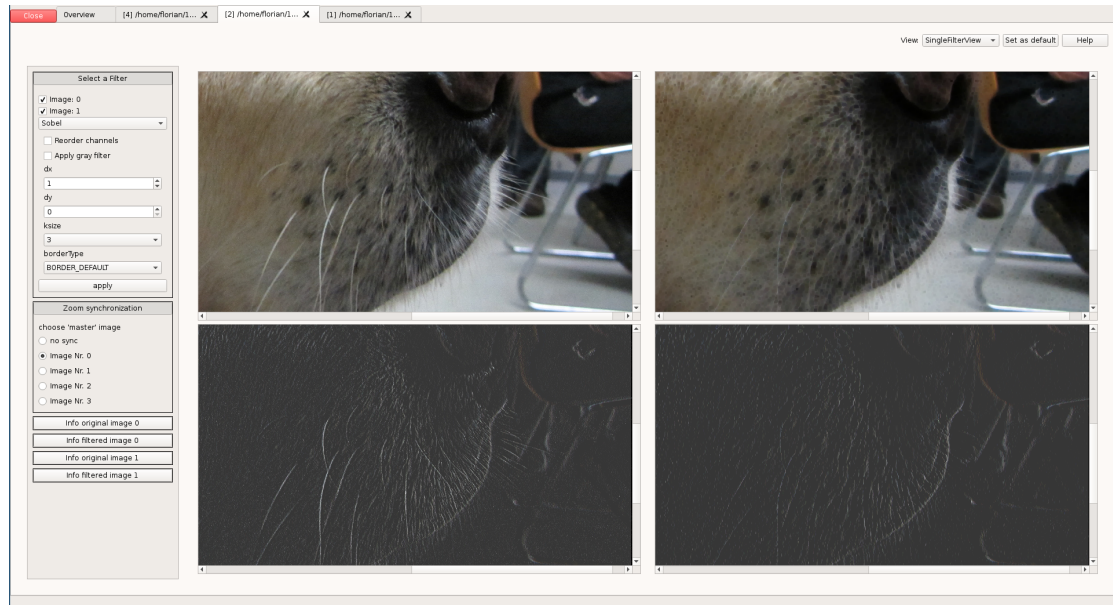 Close
Overview
[4] /home/florian/1...
[2] /home/florian/1...
[1] /home/florian/1...
View: SingleFilterView
Set as default
Help
Select a Filter
Image: 0
Image: 1
Sobel
Reorder channels
Apply gray filter
dx
1
dy
0
ksize
3
borderType
BORDER_DEFAULT
apply
Zoom synchronization
choose 'master' image
no sync
Image Nr. 0
Image Nr. 1
Image Nr. 2
Image Nr. 3
Info original image 0
Info filtered image 0
Info original image 1
Info filtered image 1